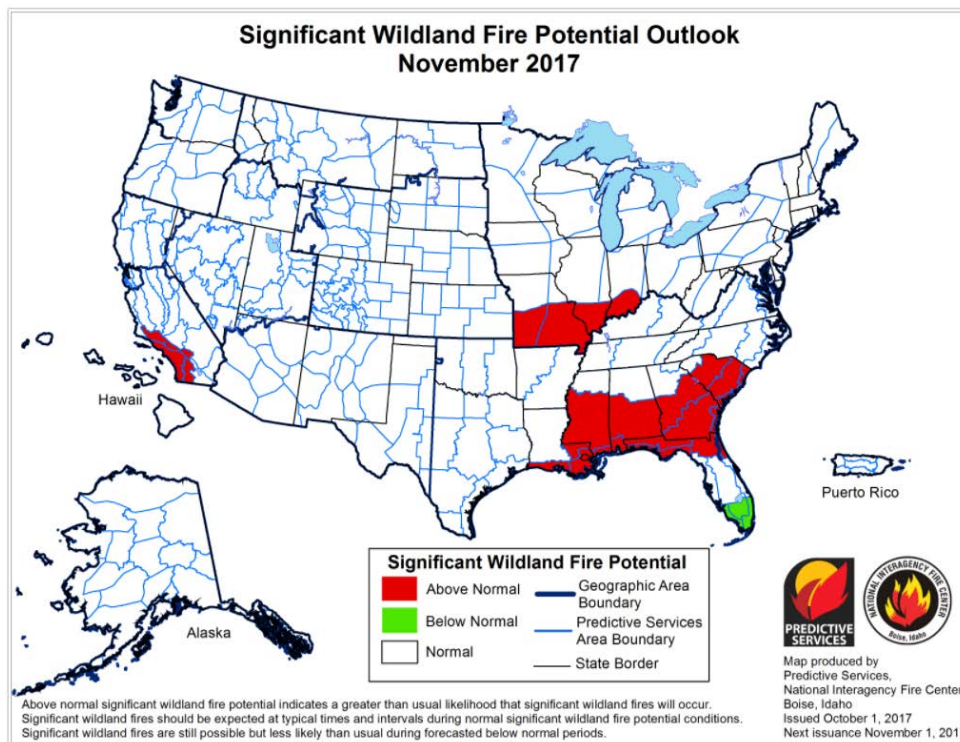 Significant Wildland Fire Potential Outlook
November 2017
Hawaii
Puerto Rico
Alaska
Significant Wildland Fire Potential
Above Normal
Below Normal
Normal
Geographic Area
Boundary
Predictive Services
Area Boundary
State Border
PREDICTIVE
SERVICES
NATIONAL INTERAGENCY FIRE CENTER
Boise, Idaho
Map produced by
Predictive Services,
National Interagency Fire Center
Boise, Idaho
Issued October 1, 2017
Next issuance November 1, 201
Above normal significant wildland fire potential indicates a greater than usual likelihood that significant wildland fires will occur.
Significant wildland fires should be expected at typical times and intervals during normal significant wildland fire potential conditions.
Significant wildland fires are still possible but less likely than usual during forecasted below normal periods.